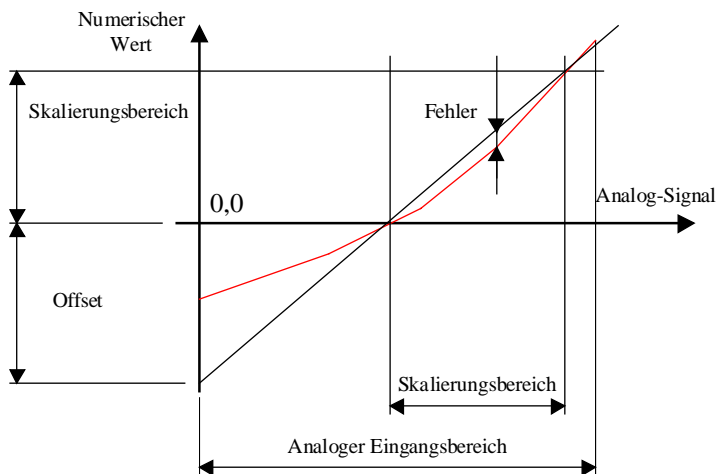 Numerischer
Wert
Skalierungsbereich
Fehler
0,0
Analog-Signal
Offset
Skalierungsbereich
Analoger Eingangsbereich